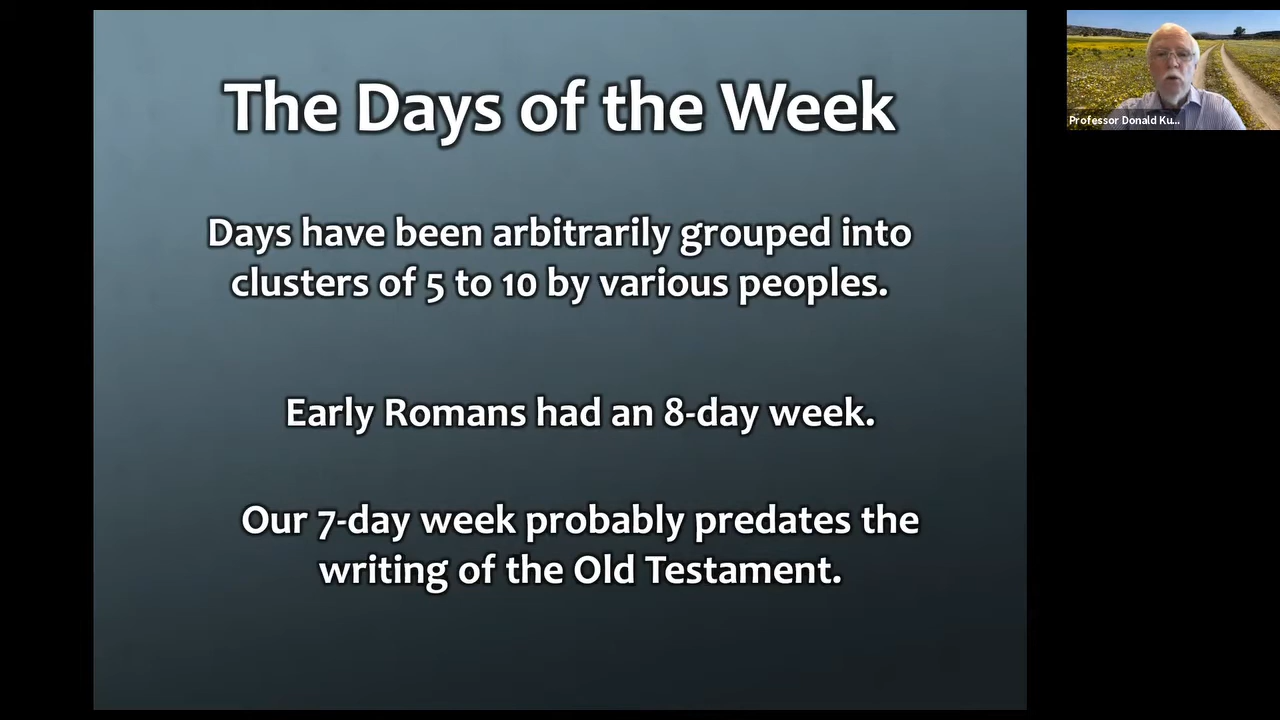 The Days of the Week
Days have been arbitrarily grouped into
clusters of 5 to 10 by various peoples.
Early Romans had an 8-day week.
Our 7-day week probably predates the
writing of the Old Testament.
Professor Donald Ku...